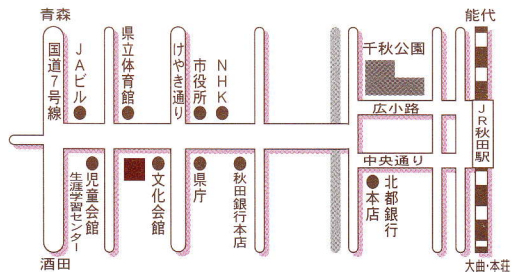 青森
能代
国道7号線
JAビル
県立体育館
けやき通り
市役所
NHK
千秋公園
広小路
JR秋田駅
中央通り
生涯学習センター
児童会館
文化会館
県庁
秋田銀行本店
北都銀行
本店
酒田
大曲・本荘